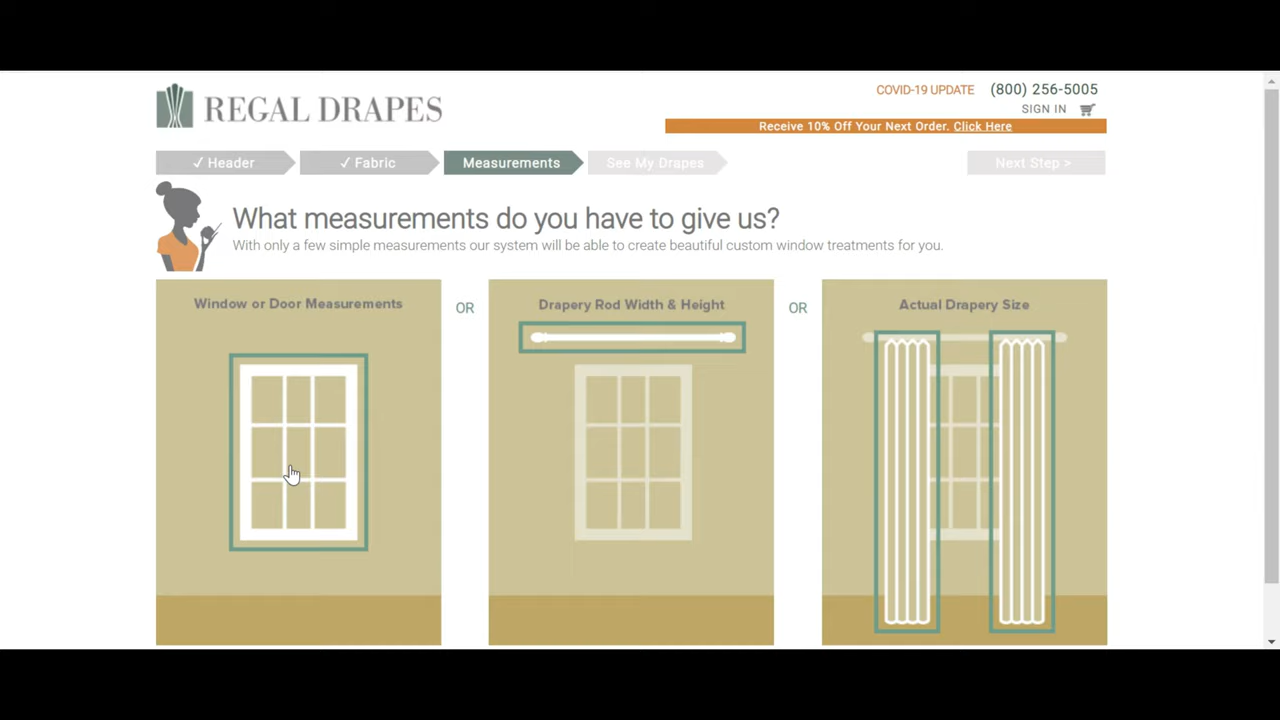 REGAL DRAPES
COVID-19 UPDATE (800) 256-5005
SIGN IN
Receive 10% Off Your Next Order. Click Here
✓ Header ✓ Fabric Measurements See My Drapes Next Step >
What measurements do you have to give us?
With only a few simple measurements our system will be able to create beautiful custom window treatments for you.
Window or Door Measurements OR Drapery Rod Width & Height OR Actual Drapery Size